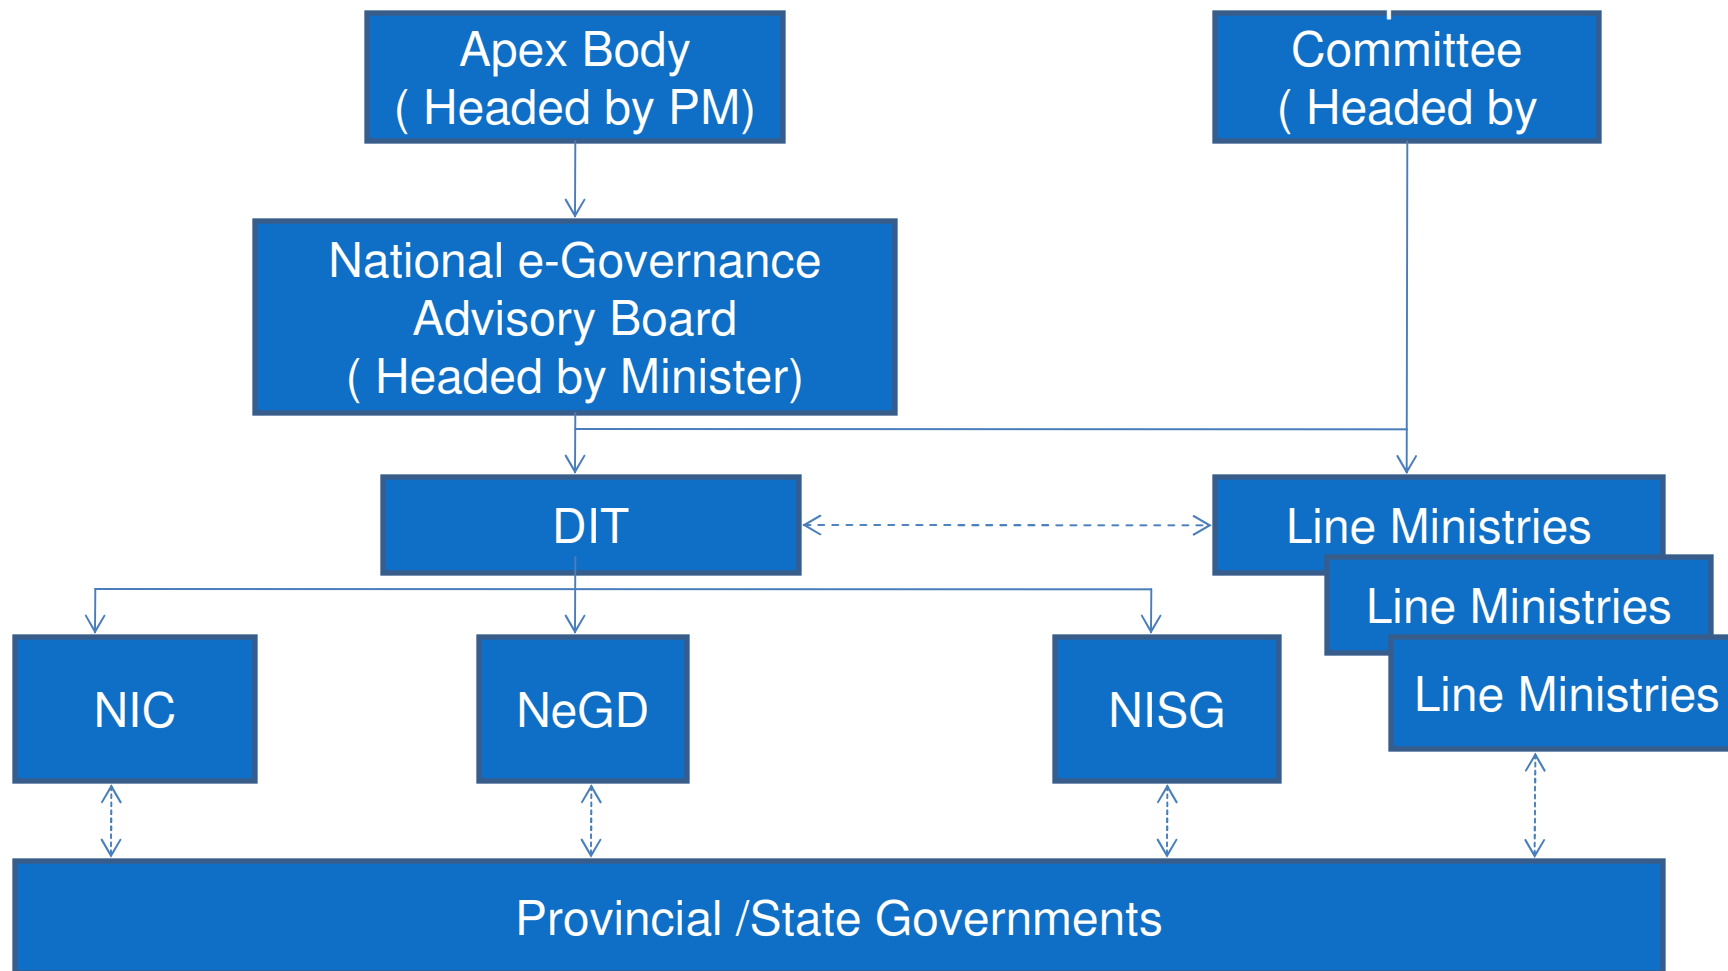 Apex Body
( Headed by PM)
Committee
( Headed by
National e-Governance
Advisory Board
( Headed by Minister)
DIT
Line Ministries
Line Ministries
Line Ministries
NIC
NeGD
NISG
Provincial /State Governments